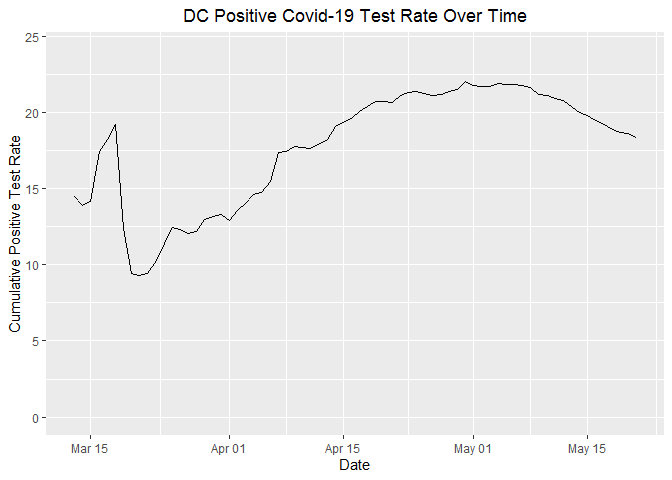 DC Positive Covid-19 Test Rate Over Time
25
20
15
10
5
0
Cumulative Positive Test Rate
Mar 15
Apr 01
Apr 15
May 01
May 15
Date